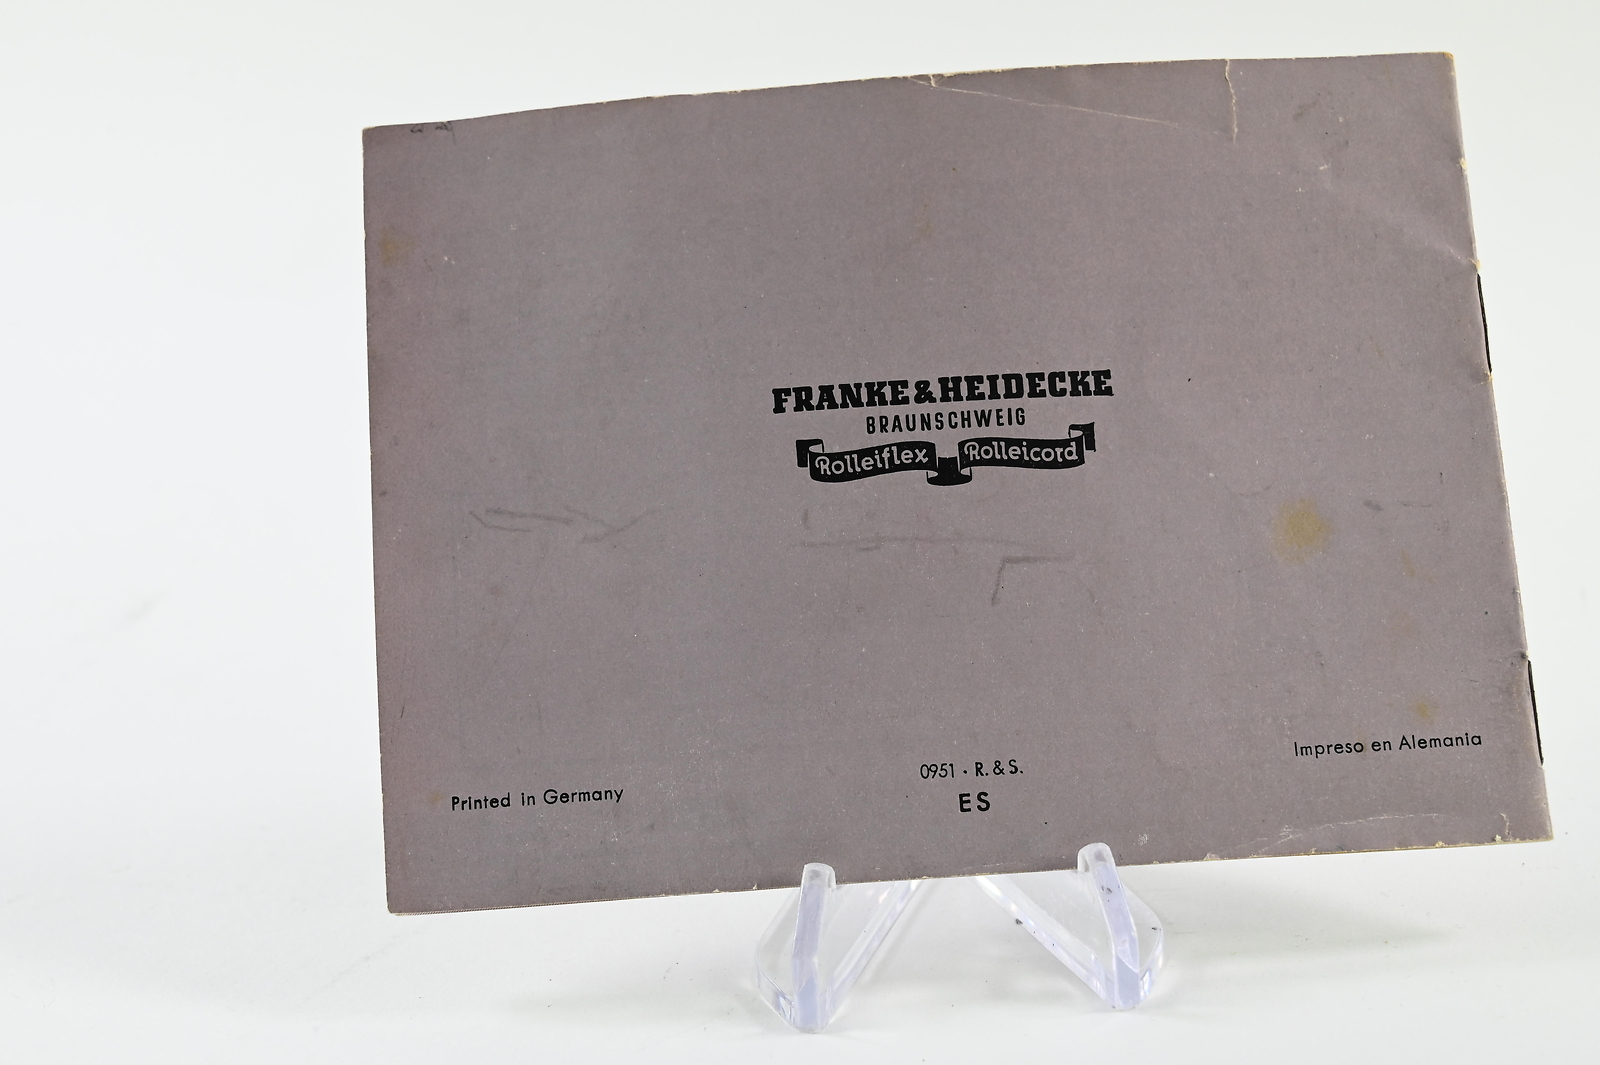 FRANKE & HEIDECKE
BRAUNSCHWEIG
Rolleiflex Rolleicord
Printed in Germany
0951 · R. & S.
ES
Impreso en Alemania